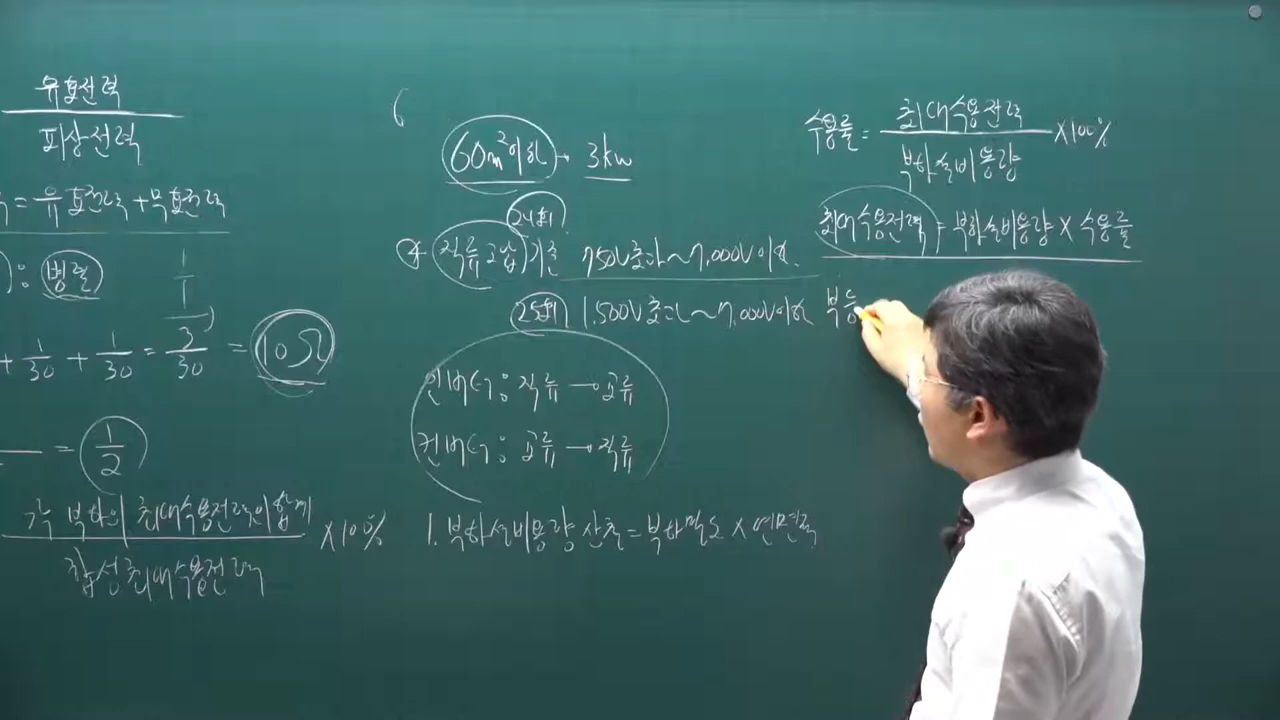 유효전력
피상전력
= 유효전력 + 무효전력
: 병렬
1
1
+ 1/30 + 1/30 = 3/30 = 10Ω
= 1/2
각 부하의 최대수용전력의 합계
합성최대수용전력
×100%
6
60m²이하 → 3kw
24회
직류고압 기준 750V초과~7,000V이하
25회 1,500V초과~7,000V이하
인버터: 직류 → 교류
컨버터: 교류 → 직류
1. 부하설비용량 산출 = 부하밀도 × 연면적
수용률 = 최대수용전력
부하설비용량
×100%
최대수용전력 = 부하설비용량 × 수용률
부등